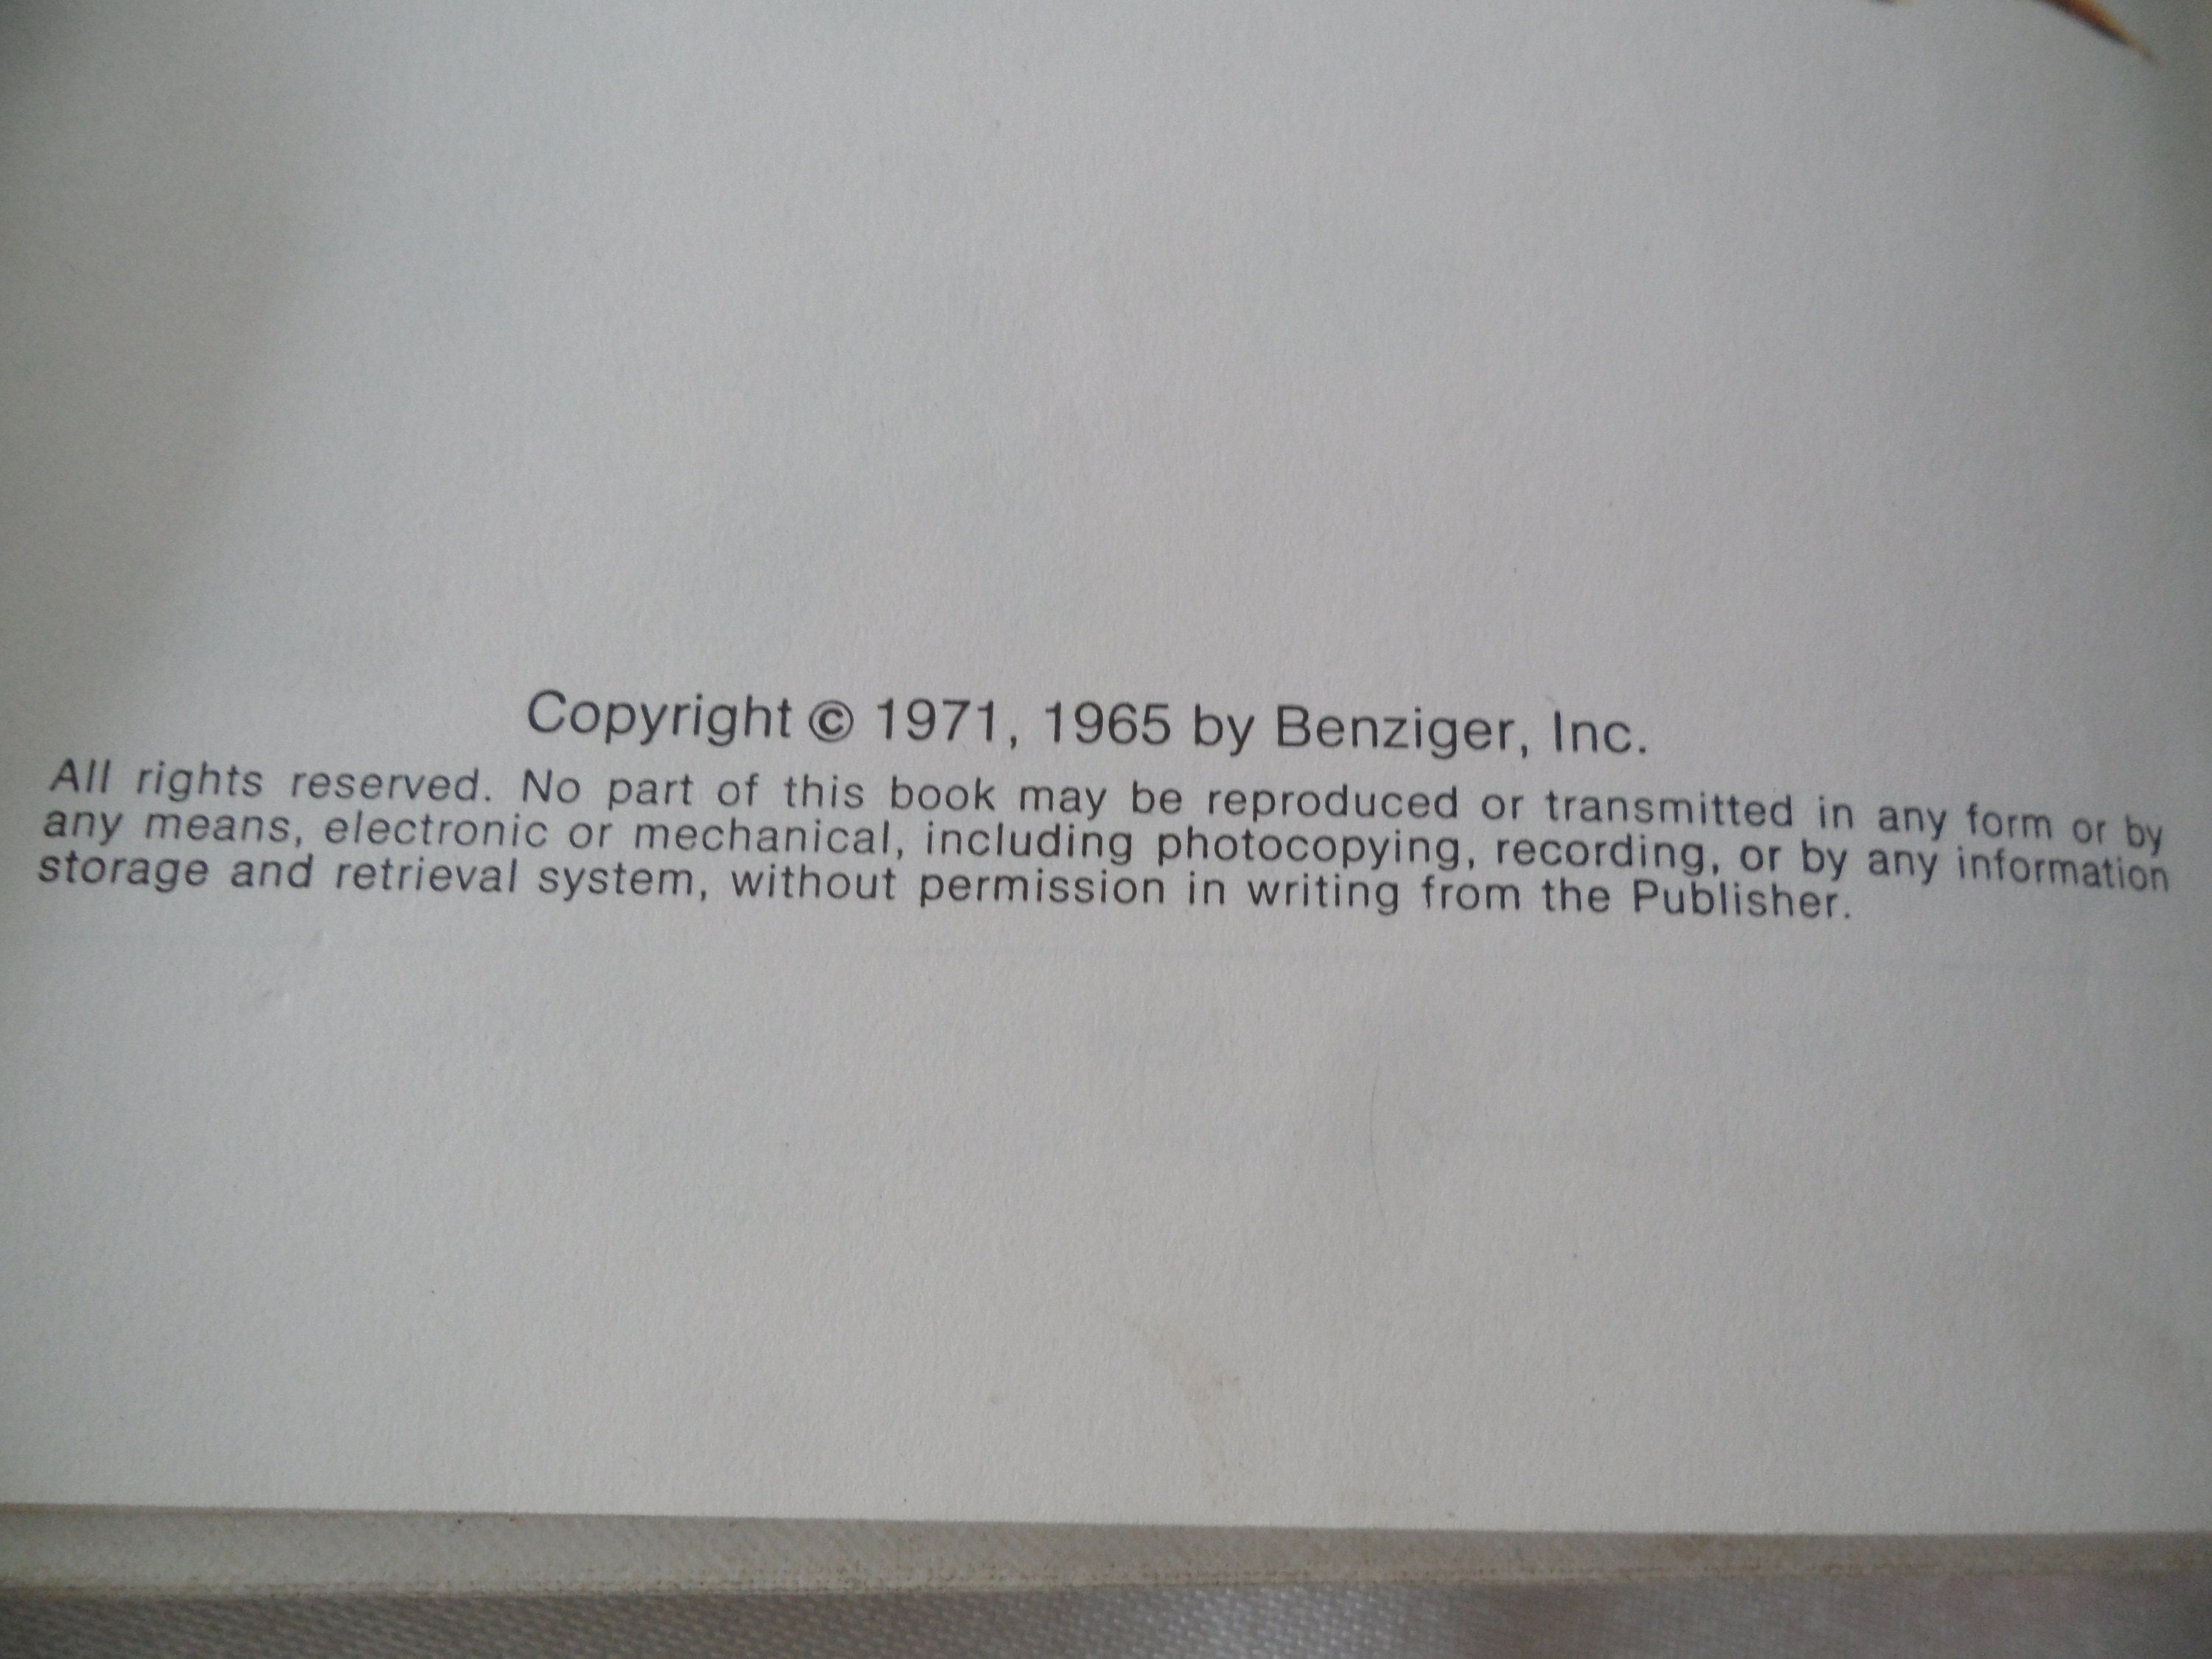 Copyright © 1971, 1965 by Benziger, Inc.
All rights reserved. No part of this book may be reproduced or transmitted in any form or by
any means, electronic or mechanical, including photocopying, recording, or by any information
storage and retrieval system, without permission in writing from the Publisher.